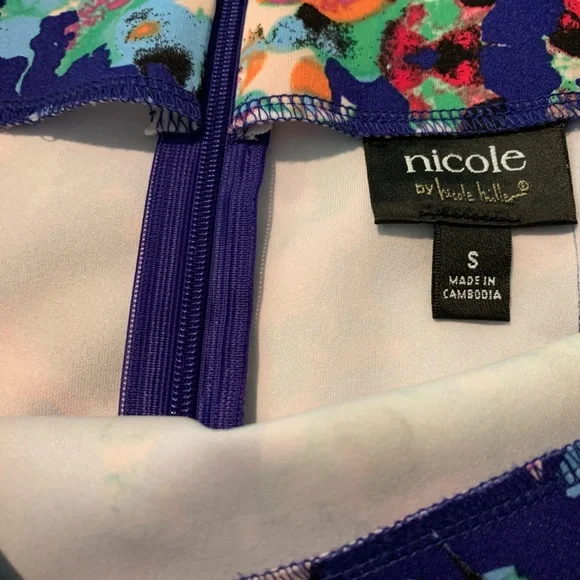 nicole
by nicole miller®
S
MADE IN
CAMBODIA